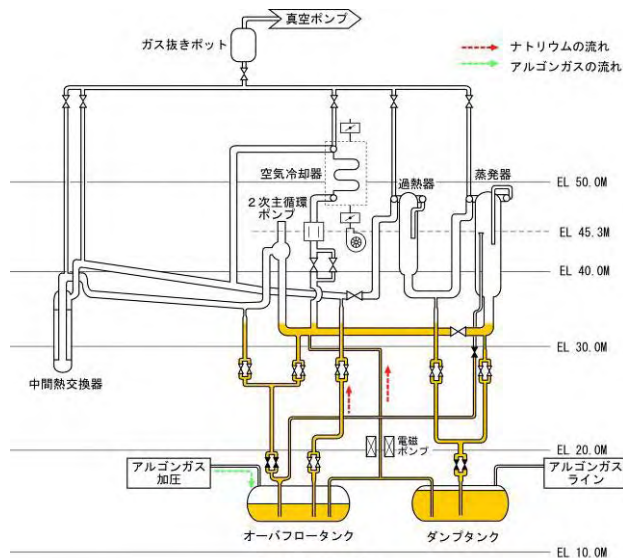 真空ポンプ
ガス抜きポット
ナトリウムの流れ
アルゴンガスの流れ
空気冷却器
過熱器
蒸発器
EL 50.0M
2次主循環
ポンプ
EL 45.3M
EL 40.0M
EL 30.0M
中間熱交換器
電磁
ポンプ
EL 20.0M
アルゴンガス
加圧
アルゴンガス
ライン
オーバフロータンク
ダンプタンク
EL 10.0M